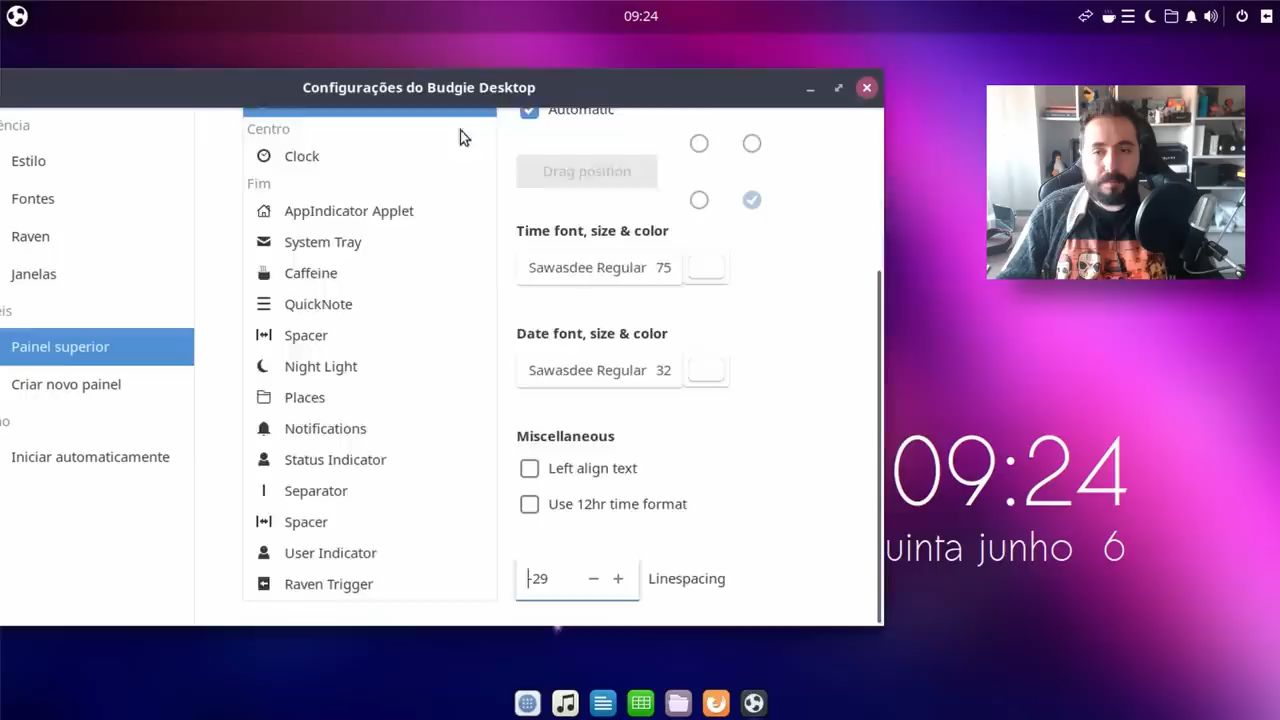 09:24
Configurações do Budgie Desktop
ência
Estilo
Fontes
Raven
Janelas
éis
Painel superior
Criar novo painel
no
Iniciar automaticamente
Centro
Clock
Fim
AppIndicator Applet
System Tray
Caffeine
QuickNote
Spacer
Night Light
Places
Notifications
Status Indicator
Separator
Spacer
User Indicator
Raven Trigger
Automatic
Drag position
Time font, size & color
Sawasdee Regular 75
Date font, size & color
Sawasdee Regular 32
Miscellaneous
Left align text
Use 12hr time format
-29 − + Linespacing
09:24
uinta junho 6